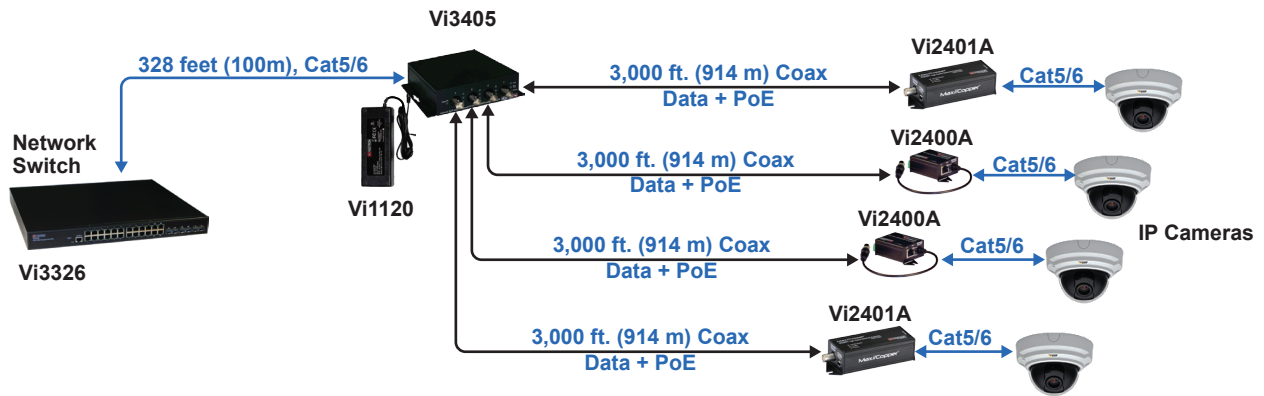 Vi3405
328 feet (100m), Cat5/6
Network
Switch
Vi3326
Vi1120
3,000 ft. (914 m) Coax
Data + PoE
Vi2401A
MaxiiCopper
Cat5/6
3,000 ft. (914 m) Coax
Data + PoE
Vi2400A
Cat5/6
3,000 ft. (914 m) Coax
Data + PoE
Vi2400A
Cat5/6
IP Cameras
3,000 ft. (914 m) Coax
Data + PoE
Vi2401A
MaxiiCopper
Cat5/6